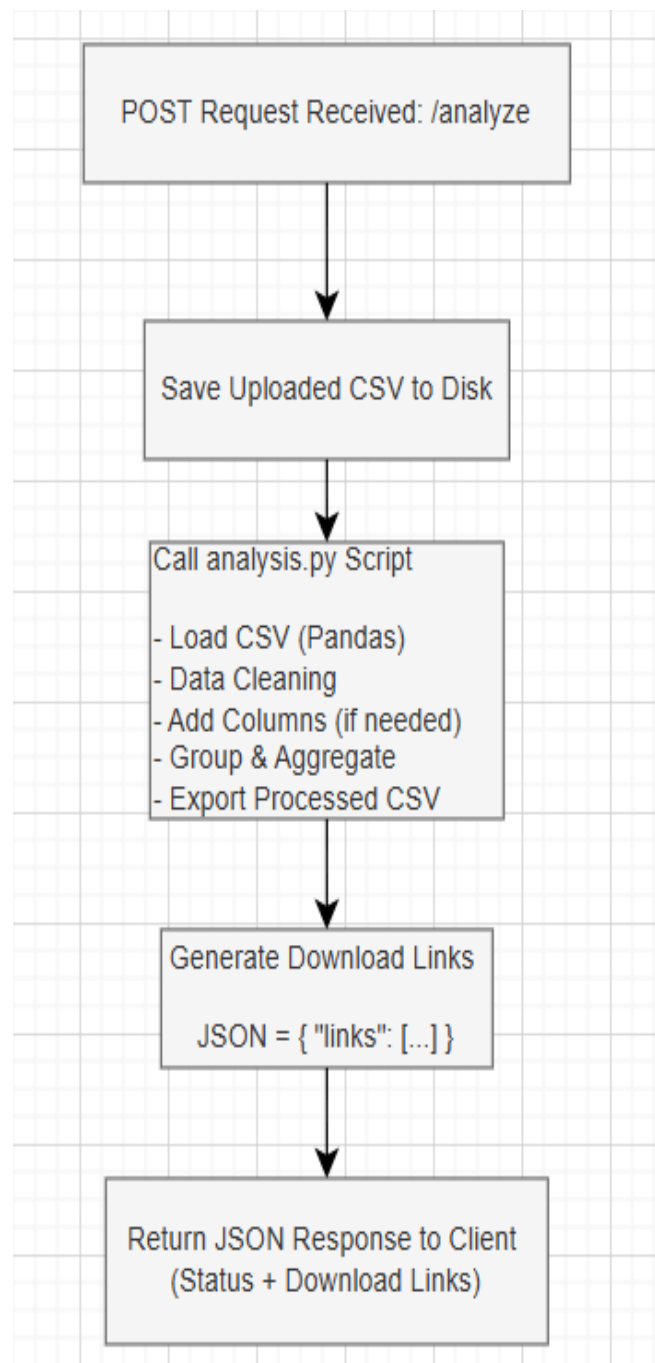 POST Request Received: /analyze
Save Uploaded CSV to Disk
Call analysis.py Script
- Load CSV (Pandas)
- Data Cleaning
- Add Columns (if needed)
- Group & Aggregate
- Export Processed CSV
Generate Download Links
JSON = { "links": [...] }
Return JSON Response to Client
(Status + Download Links)